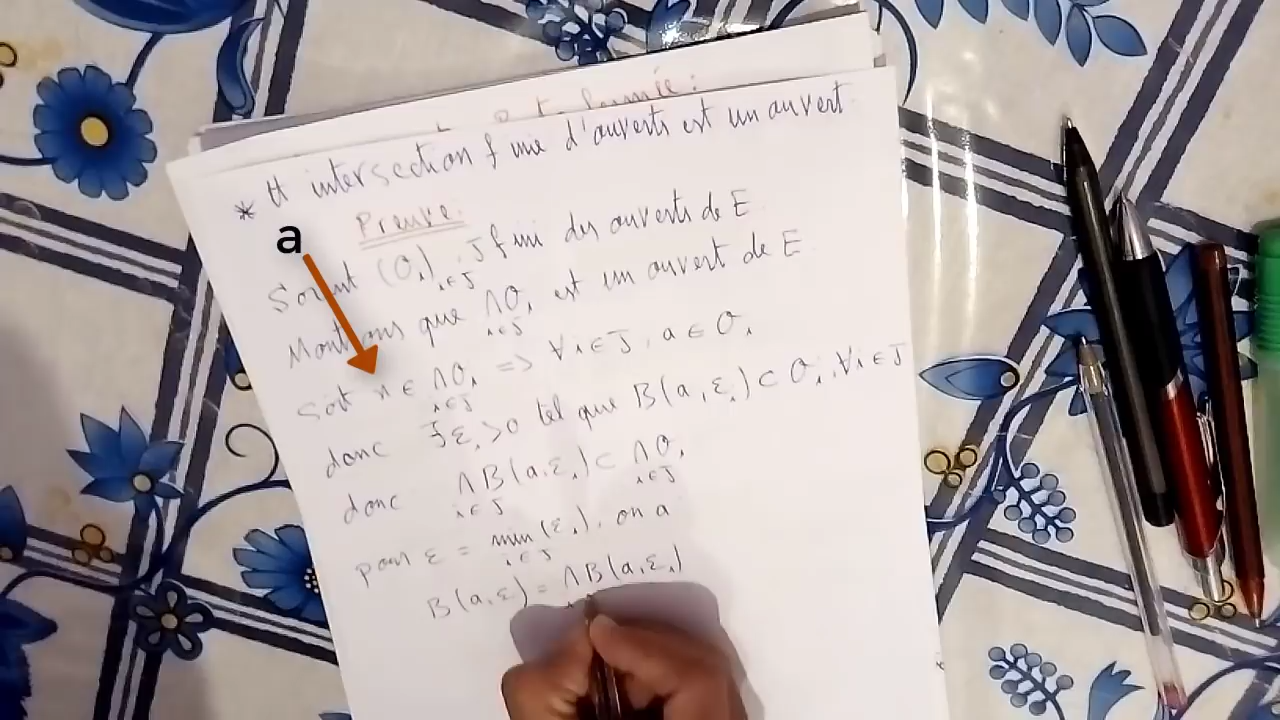 * H intersection finie d'ouverts est un ouvert
Preuve:
a
Soient (O_i)_{i∈J}, J fini des ouverts de E
Montrons que ∩_{i∈J} O_i est un ouvert de E
Soit x ∈ ∩_{i∈J} O_i => ∀i∈J, a ∈ O_i
donc ∃ε_i>0 tel que B(a,ε_i) ⊂ O_i, ∀i∈J
donc ∩_{i∈J} B(a,ε_i) ⊂ ∩_{i∈J} O_i
pour ε = min_{i∈J}(ε_i), on a
B(a,ε) = ∩ B(a,ε_i)